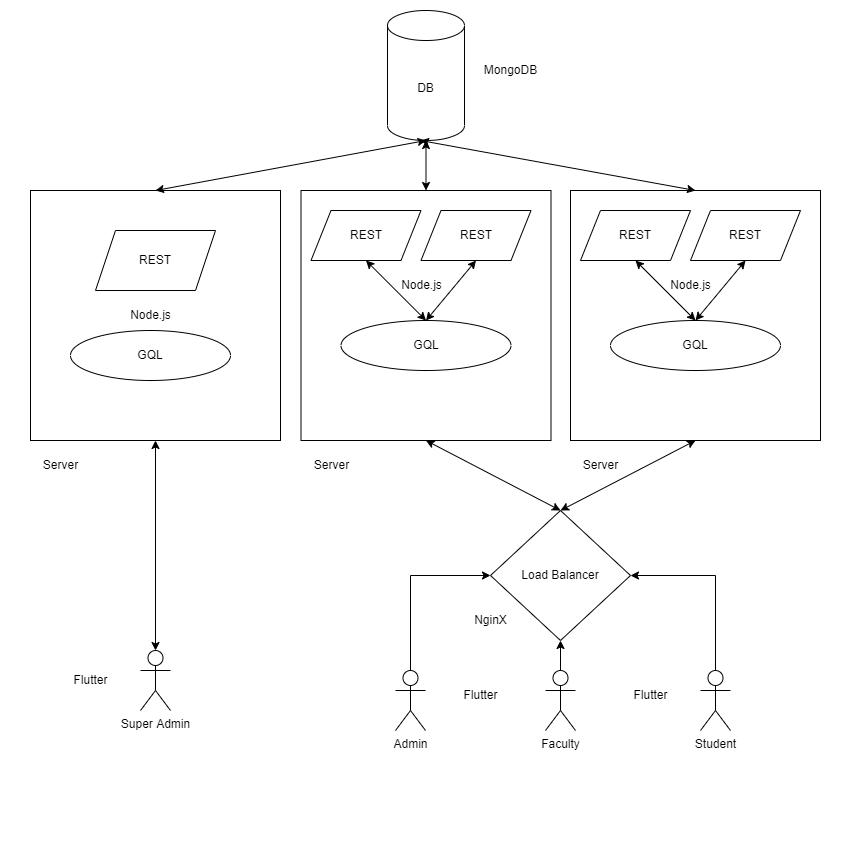 MongoDB
DB
REST
REST
REST
REST
REST
Node.js
Node.js
Node.js
GQL
GQL
GQL
Server
Server
Server
Load Balancer
NginX
Flutter
Flutter
Flutter
Super Admin
Admin
Faculty
Student